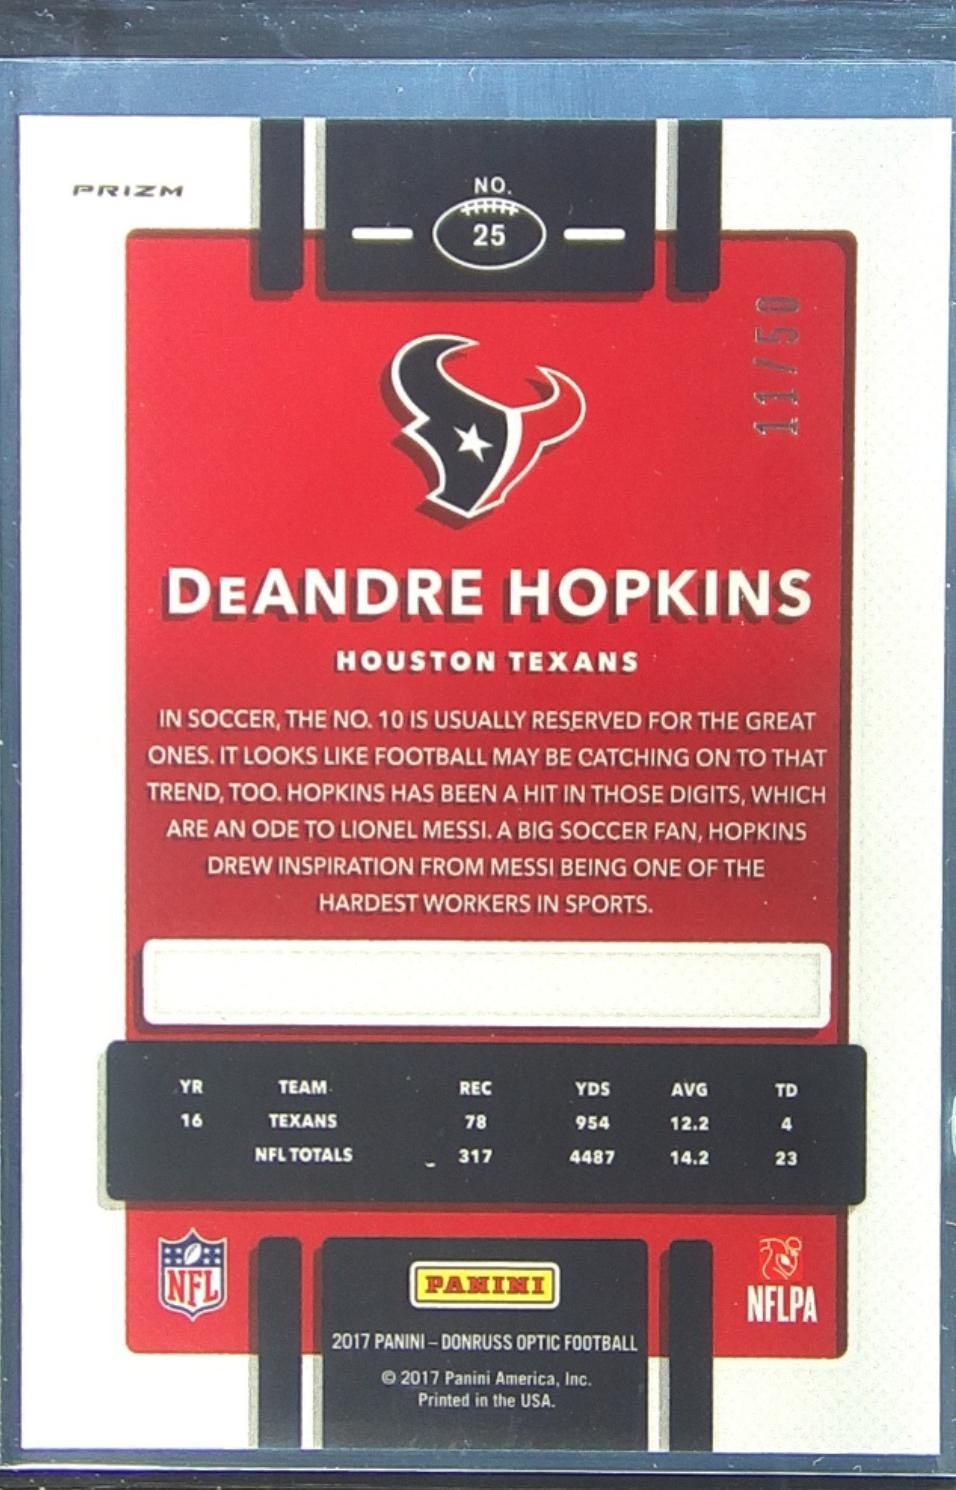 PRIZM
NO.
25
11/50
DeANDRE HOPKINS
HOUSTON TEXANS
IN SOCCER, THE NO. 10 IS USUALLY RESERVED FOR THE GREAT
ONES. IT LOOKS LIKE FOOTBALL MAY BE CATCHING ON TO THAT
TREND, TOO. HOPKINS HAS BEEN A HIT IN THOSE DIGITS, WHICH
ARE AN ODE TO LIONEL MESSI. A BIG SOCCER FAN, HOPKINS
DREW INSPIRATION FROM MESSI BEING ONE OF THE
HARDEST WORKERS IN SPORTS.
YR TEAM REC YDS AVG TD
16 TEXANS 78 954 12.2 4
NFL TOTALS 317 4487 14.2 23
NFL
PANINI
NFLPA
2017 PANINI – DONRUSS OPTIC FOOTBALL
© 2017 Panini America, Inc.
Printed in the USA.